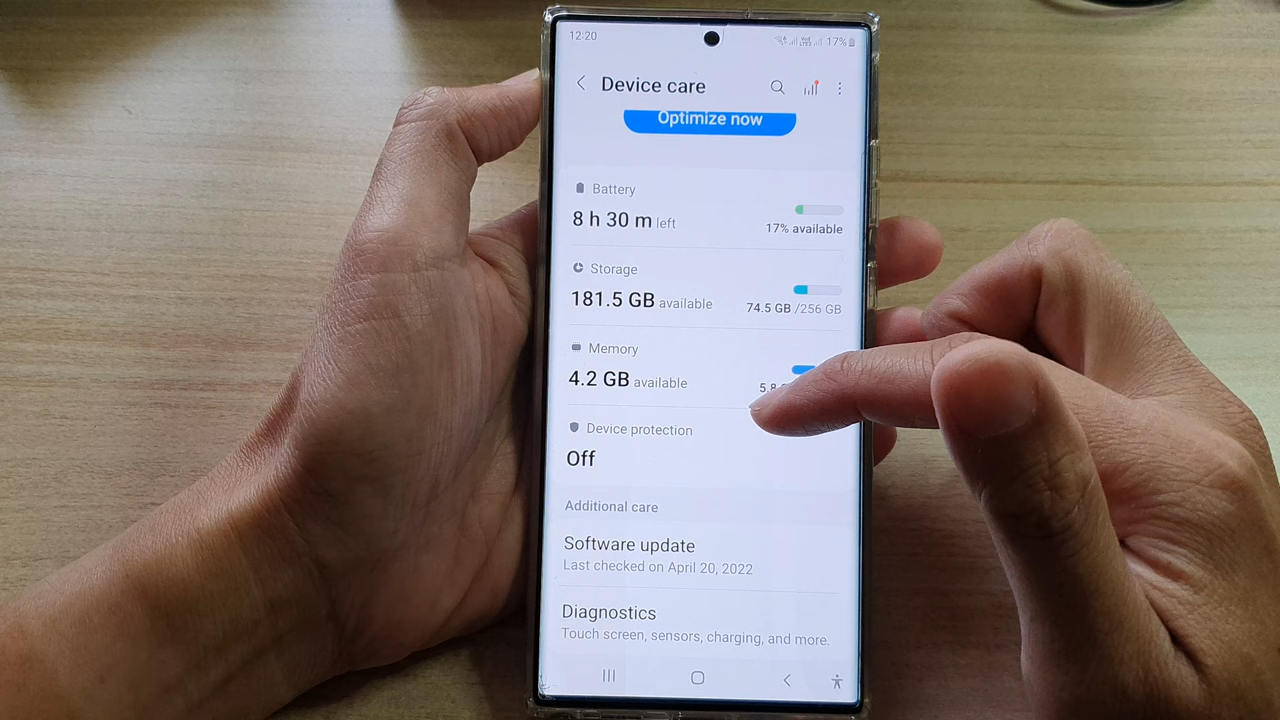 12:20
17%
Device care
Optimize now
Battery
8 h 30 m left
17% available
Storage
181.5 GB available
74.5 GB /256 GB
Memory
4.2 GB available
5.8
Device protection
Off
Additional care
Software update
Last checked on April 20, 2022
Diagnostics
Touch screen, sensors, charging, and more.